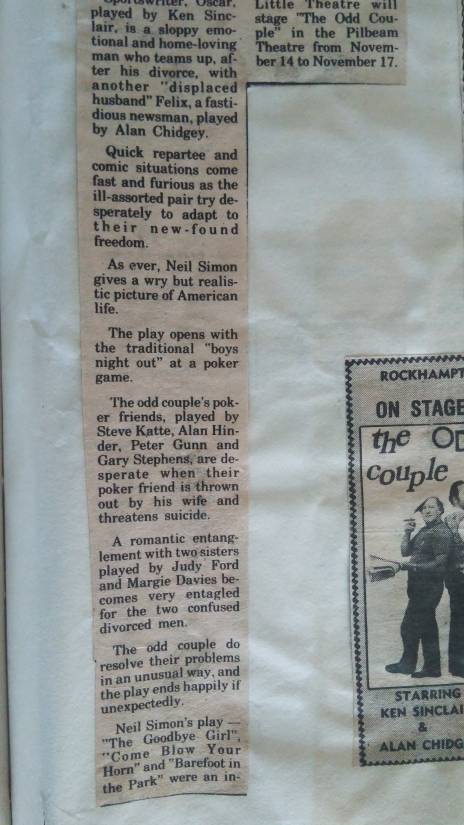 Sportswriter, Oscar,
played by Ken Sinc-
lair, is a sloppy emo-
tional and home-loving
man who teams up, af-
ter his divorce, with
another "displaced
husband" Felix, a fasti-
dious newsman, played
by Alan Chidgey.
Quick repartee and
comic situations come
fast and furious as the
ill-assorted pair try de-
sperately to adapt to
their new-found
freedom.
As ever, Neil Simon
gives a wry but realis-
tic picture of American
life.
The play opens with
the traditional "boys
night out" at a poker
game.
The odd couple's pok-
er friends, played by
Steve Katte, Alan Hin-
der, Peter Gunn and
Gary Stephens, are de-
sperate when their
poker friend is thrown
out by his wife and
threatens suicide.
A romantic entang-
lement with two sisters
played by Judy Ford
and Margie Davies be-
comes very entagled
for the two confused
divorced men.
The odd couple do
resolve their problems
in an unusual way, and
the play ends happily if
unexpectedly.
Neil Simon's play —
"The Goodbye Girl",
"Come Blow Your
Horn" and "Barefoot in
the Park" were an in-
Little Theatre will
stage "The Odd Cou-
ple" in the Pilbeam
Theatre from Novem-
ber 14 to November 17.
ROCKHAMPT
ON STAGE
the OD
couple
STARRING
KEN SINCLAI
&
ALAN CHIDG